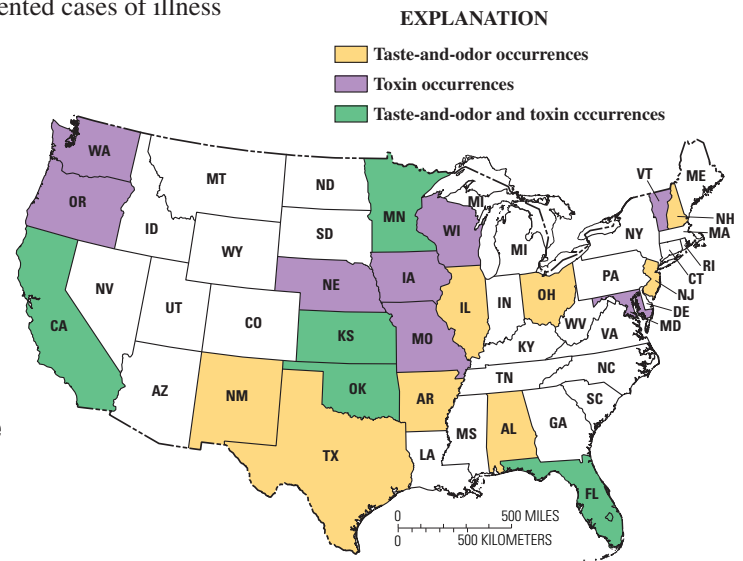 ented cases of illness
EXPLANATION
Taste-and-odor occurrences
Toxin occurrences
Taste-and-odor and toxin cccurrences
WA
MT
ND
MN
MI
VT
ME
OR
ID
SD
WI
NY
NH
MA
WY
MI
RI
CT
NV
NE
IA
PA
NJ
UT
CO
IL
IN
OH
DE
MD
CA
KS
MO
WV
VA
KY
AZ
NM
OK
AR
TN
NC
SC
TX
LA
MS
AL
GA
FL
0 500 MILES
0 500 KILOMETERS